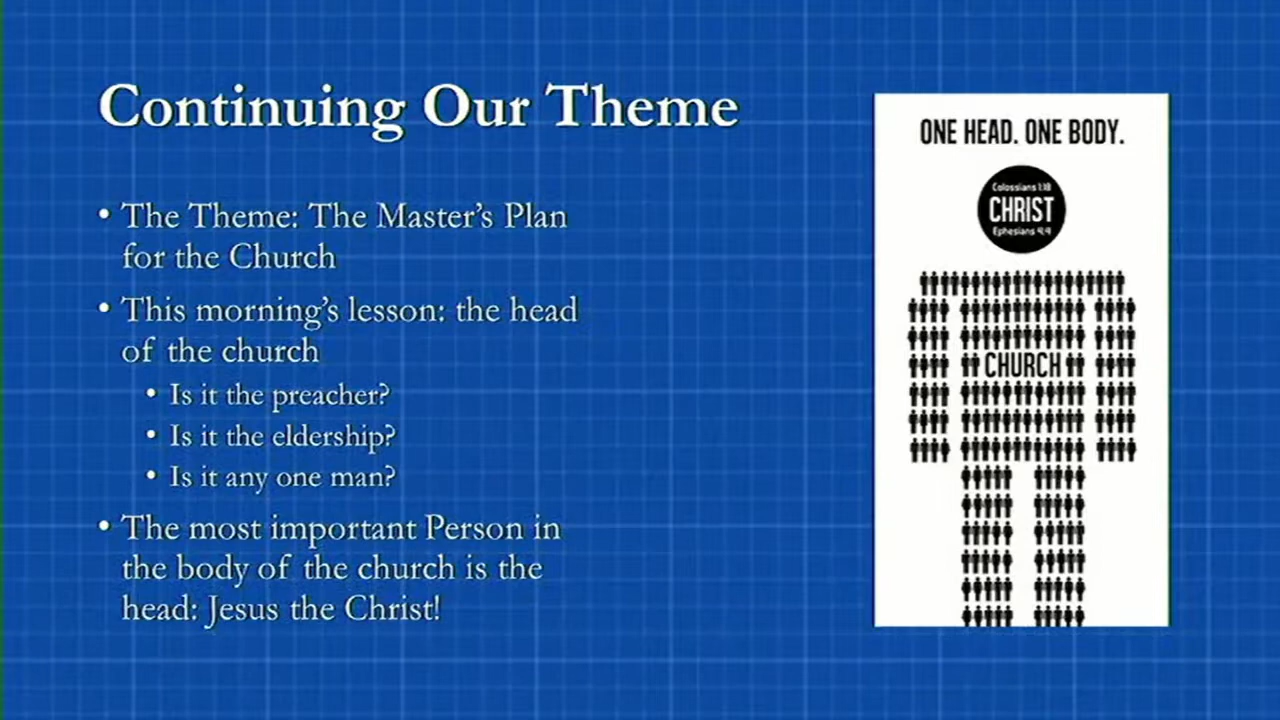 Continuing Our Theme
• The Theme: The Master's Plan
for the Church
• This morning's lesson: the head
of the church
• Is it the preacher?
• Is it the eldership?
• Is it any one man?
• The most important Person in
the body of the church is the
head: Jesus the Christ!
ONE HEAD. ONE BODY.
Colossians 1:18
CHRIST
Ephesians 4:4
CHURCH